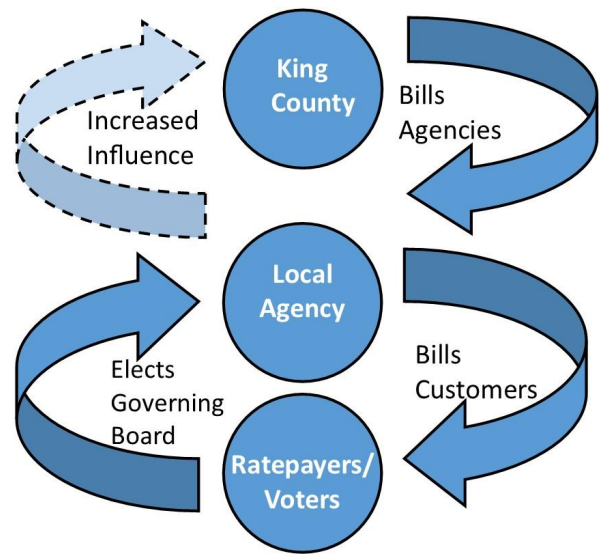 King
County
Bills
Agencies
Increased
Influence
Local
Agency
Elects
Governing
Board
Bills
Customers
Ratepayers/
Voters